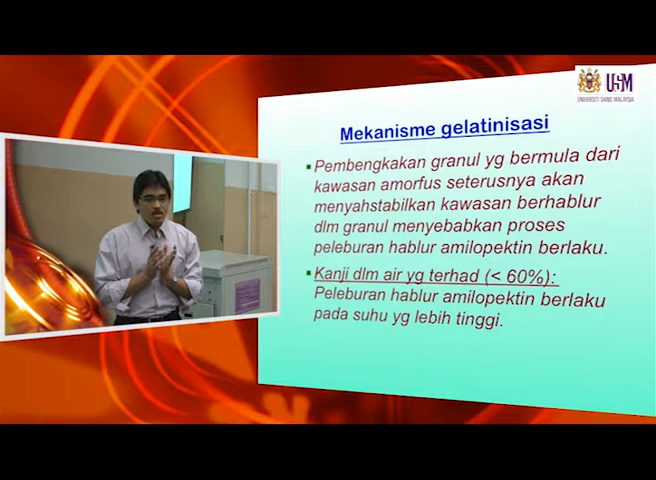 USM
UNIVERSITI SAINS MALAYSIA
Mekanisme gelatinisasi
Pembengkakan granul yg bermula dari
kawasan amorfus seterusnya akan
menyahstabilkan kawasan berhablur
dlm granul menyebabkan proses
peleburan hablur amilopektin berlaku.
Kanji dlm air yg terhad (< 60%):
Peleburan hablur amilopektin berlaku
pada suhu yg lebih tinggi.